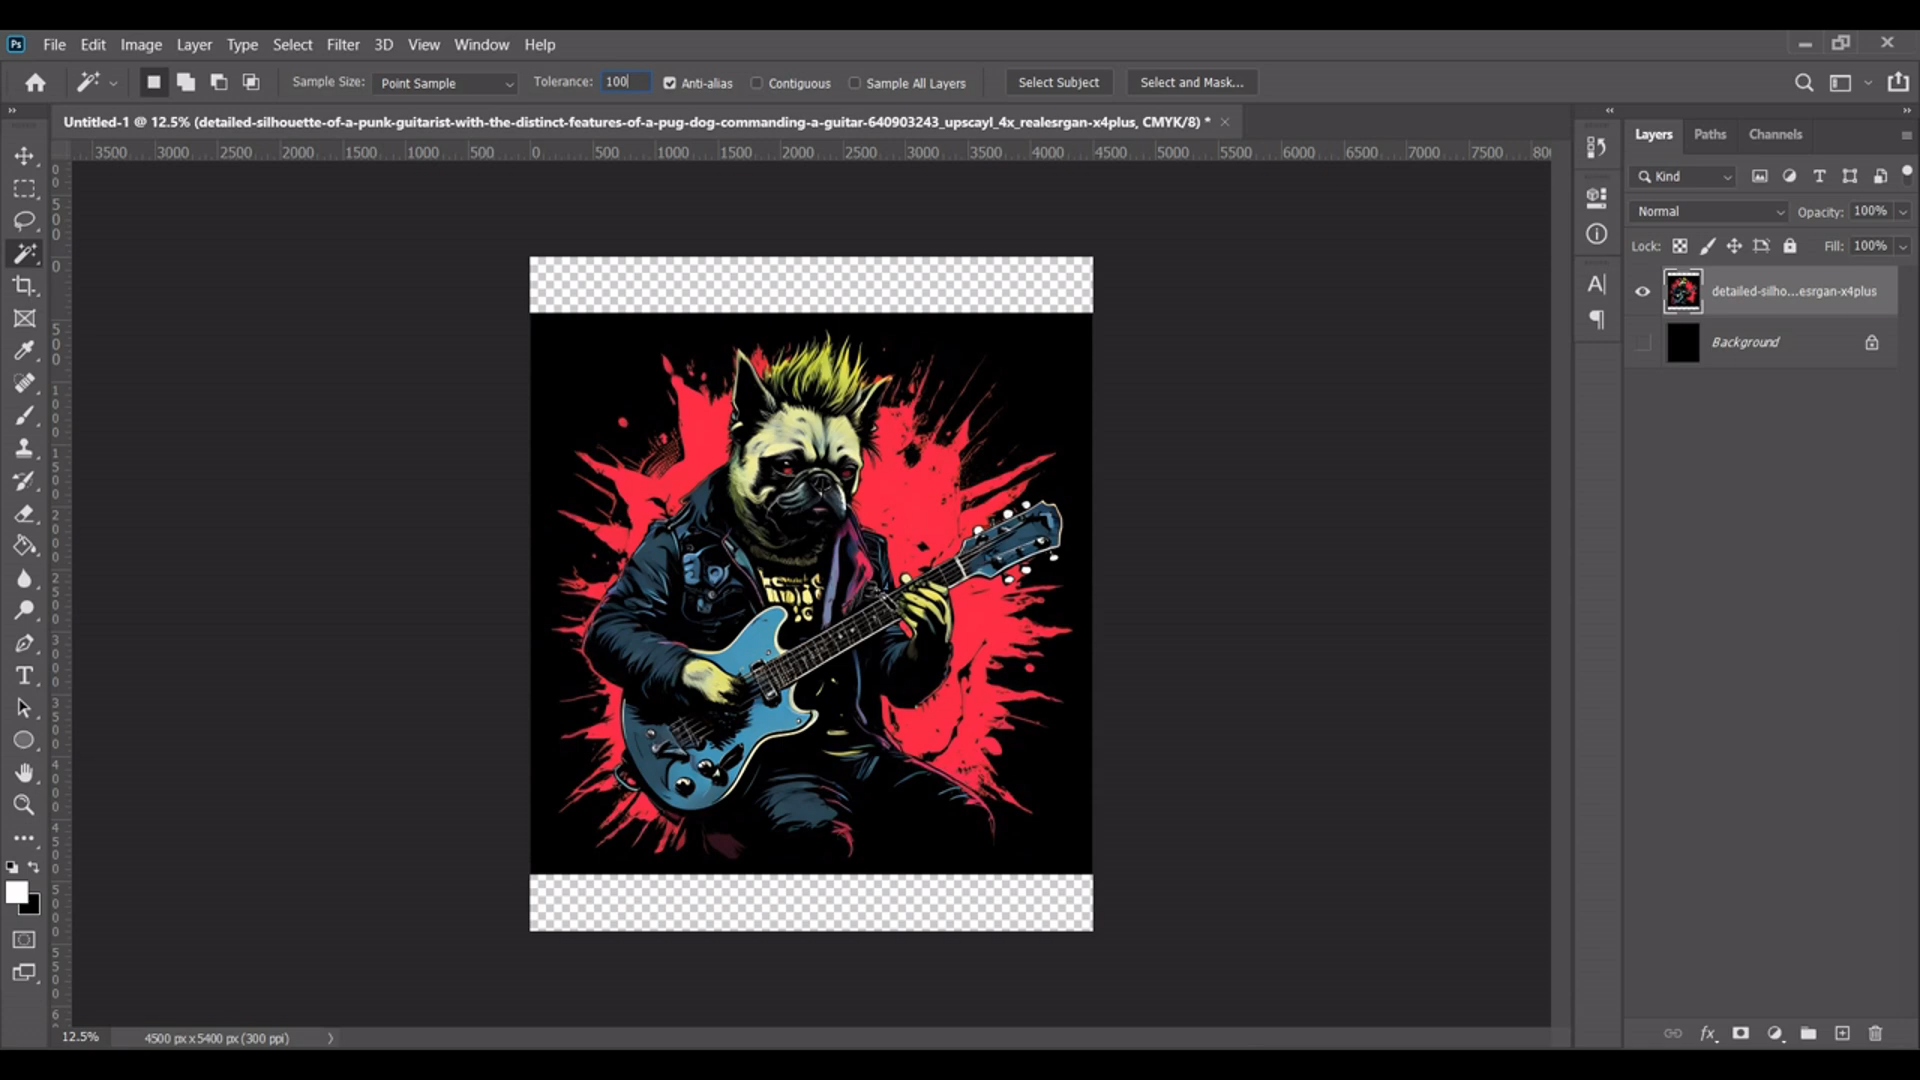 Ps File Edit Image Layer Type Select Filter 3D View Window Help
Sample Size: Point Sample Tolerance: 100 Anti-alias Contiguous Sample All Layers Select Subject Select and Mask...
Untitled-1 @ 12.5% (detailed-silhouette-of-a-punk-guitarist-with-the-distinct-features-of-a-pug-dog-commanding-a-guitar-640903243_upscayl_4x_realesrgan-x4plus, CMYK/8) *
3500 3000 2500 2000 1500 1000 500 0 500 1000 1500 2000 2500 3000 3500 4000 4500 5000 5500 6000 6500 7000 7500
Layers Paths Channels
Kind
Normal Opacity: 100%
Lock: Fill: 100%
detailed-silho...esrgan-x4plus
Background
12.5% 4500 px x 5400 px (300 ppi)